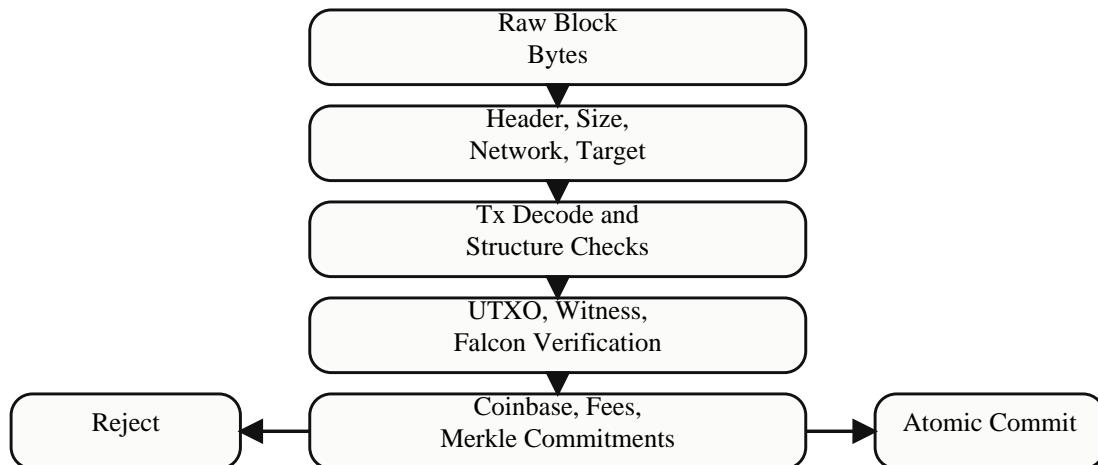 Raw Block
Bytes
Header, Size,
Network, Target
Tx Decode and
Structure Checks
UTXO, Witness,
Falcon Verification
Reject
Coinbase, Fees,
Merkle Commitments
Atomic Commit